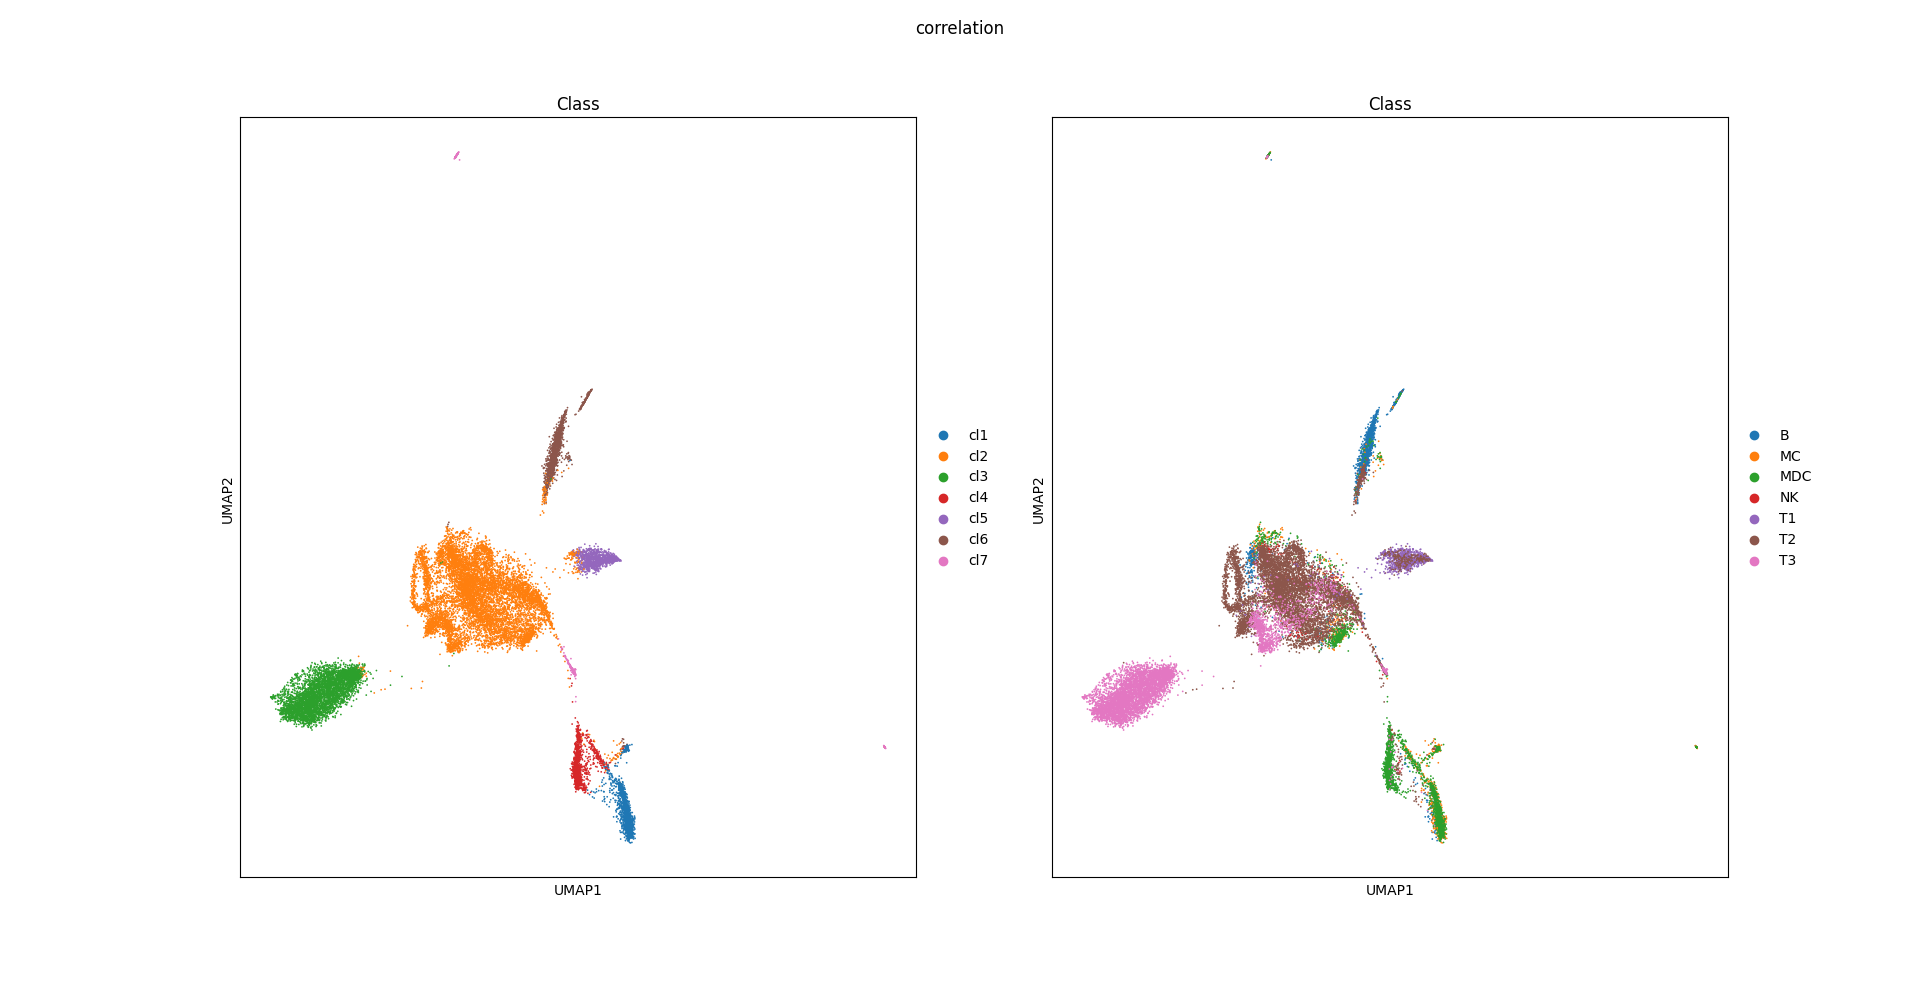 correlation
Class
UMAP2
UMAP1
cl1
cl2
cl3
cl4
cl5
cl6
cl7
Class
UMAP2
UMAP1
B
MC
MDC
NK
T1
T2
T3